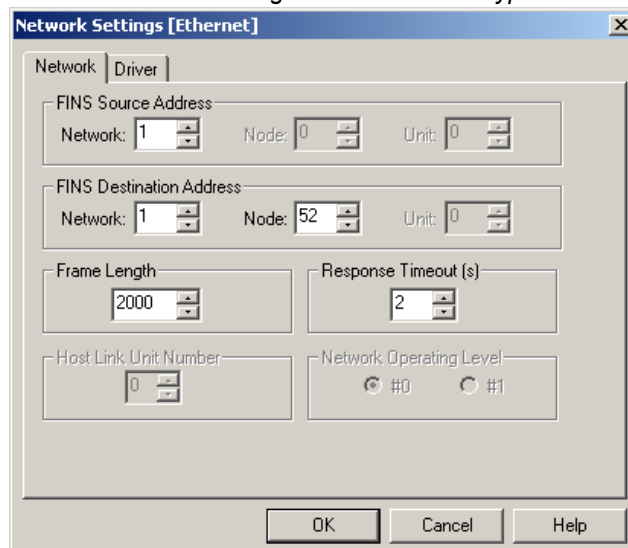 Network Settings [Ethernet]
Network Driver
FINS Source Address
Network: 1 Node: 0 Unit: 0
FINS Destination Address
Network: 1 Node: 52 Unit: 0
Frame Length Response Timeout (s)
2000 2
Host Link Unit Number Network Operating Level
0 #0 #1
OK Cancel Help